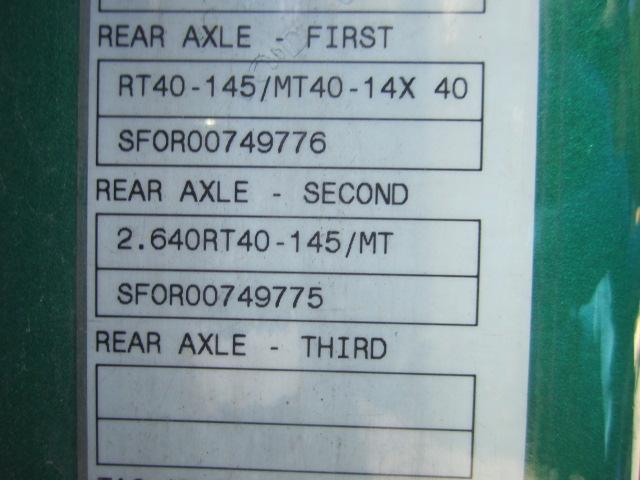 REAR AXLE - FIRST
RT40-145/MT40-14X 40
SFOR00749776
REAR AXLE - SECOND
2.640RT40-145/MT
SFOR00749775
REAR AXLE - THIRD